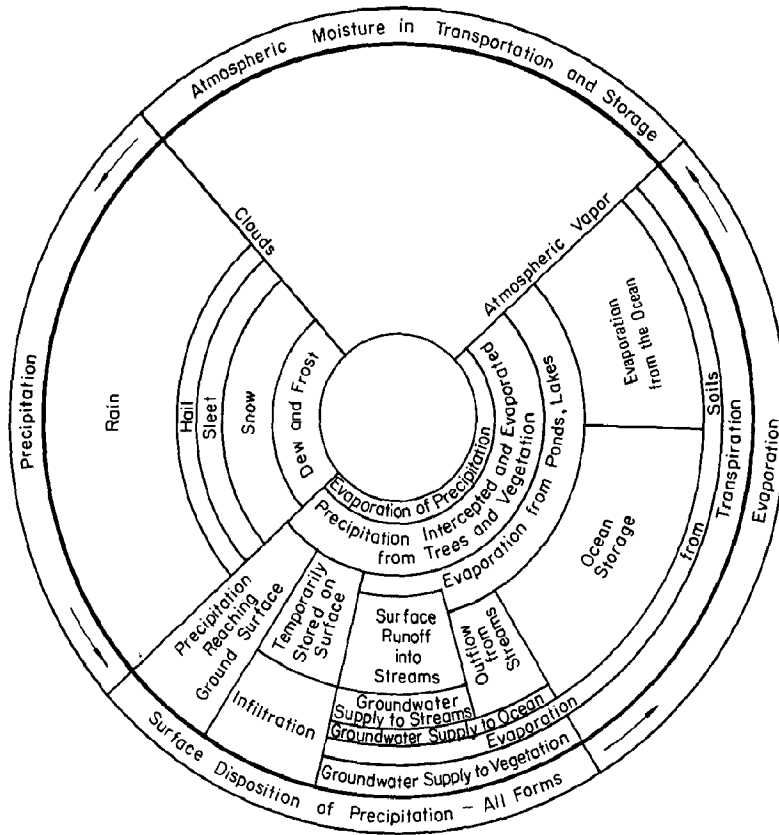 Atmospheric Moisture in Transportation and Storage
Clouds
Atmospheric Vapor
Precipitation
Rain
Hail
Sleet
Snow
Dew and Frost
Evaporation of Precipitation
Precipitation Intercepted and Evaporated
from Trees and Vegetation
Evaporation from Ponds, Lakes
Evaporation
from the Ocean
Ocean
Storage
Evaporation from Soils
Transpiration
Evaporation
Precipitation
Reaching
Ground Surface
Temporarily
Stored on
Surface
Surface
Runoff
into
Streams
Outflow
from
Streams
Infiltration
Groundwater
Supply to Streams
Groundwater Supply to Ocean
Groundwater Supply to Vegetation
Surface Disposition of Precipitation – All Forms